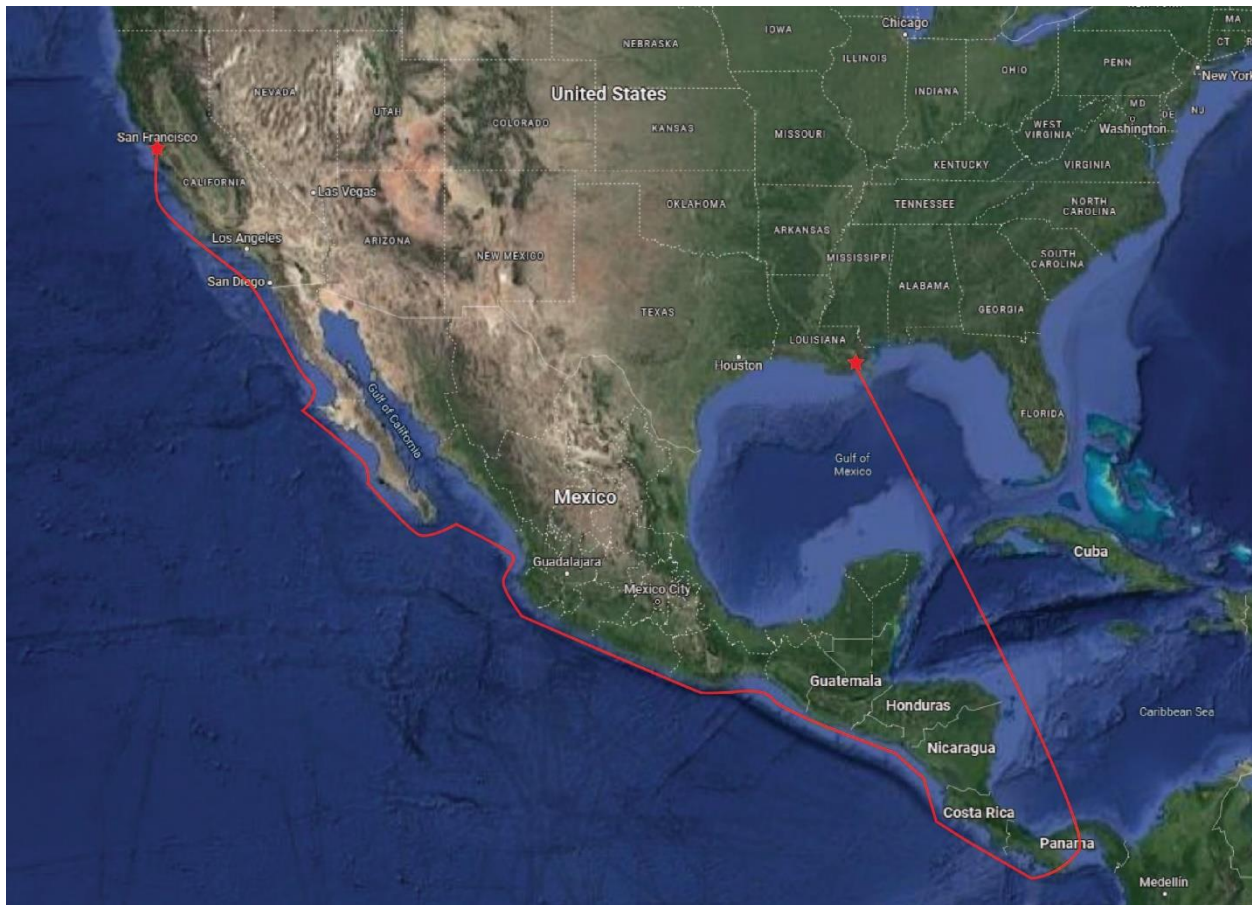 Chicago
MA
CT
NEBRASKA
IOWA
ILLINOIS
INDIANA
OHIO
PENN
New York
NEVADA
UTAH
COLORADO
United States
KANSAS
MISSOURI
MD
DE
NJ
WEST
VIRGINIA
Washington
San Francisco
CALIFORNIA
Las Vegas
KENTUCKY
VIRGINIA
OKLAHOMA
TENNESSEE
NORTH
CAROLINA
Los Angeles
ARIZONA
NEW MEXICO
ARKANSAS
MISSISSIPPI
SOUTH
CAROLINA
San Diego
ALABAMA
GEORGIA
TEXAS
LOUISIANA
Houston
Gulf of California
FLORIDA
Gulf of
Mexico
Mexico
Cuba
Guadalajara
Mexico City
Guatemala
Honduras
Caribbean Sea
Nicaragua
Costa Rica
Panama
Medellín